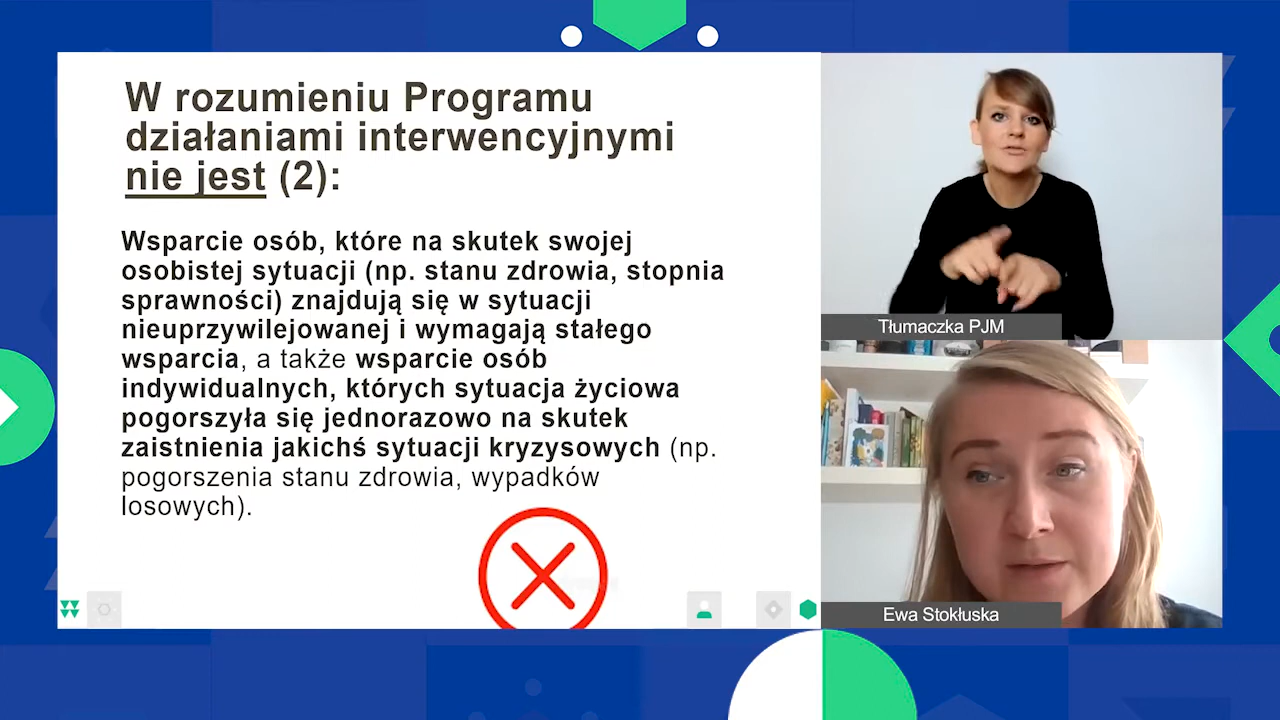 W rozumieniu Programu
działaniami interwencyjnymi
nie jest (2):
Wsparcie osób, które na skutek swojej
osobistej sytuacji (np. stanu zdrowia, stopnia
sprawności) znajdują się w sytuacji
nieuprzywilejowanej i wymagają stałego
wsparcia, a także wsparcie osób
indywidualnych, których sytuacja życiowa
pogorszyła się jednorazowo na skutek
zaistnienia jakichś sytuacji kryzysowych (np.
pogorszenia stanu zdrowia, wypadków
losowych).
Tłumaczka PJM
Ewa Stokłuska